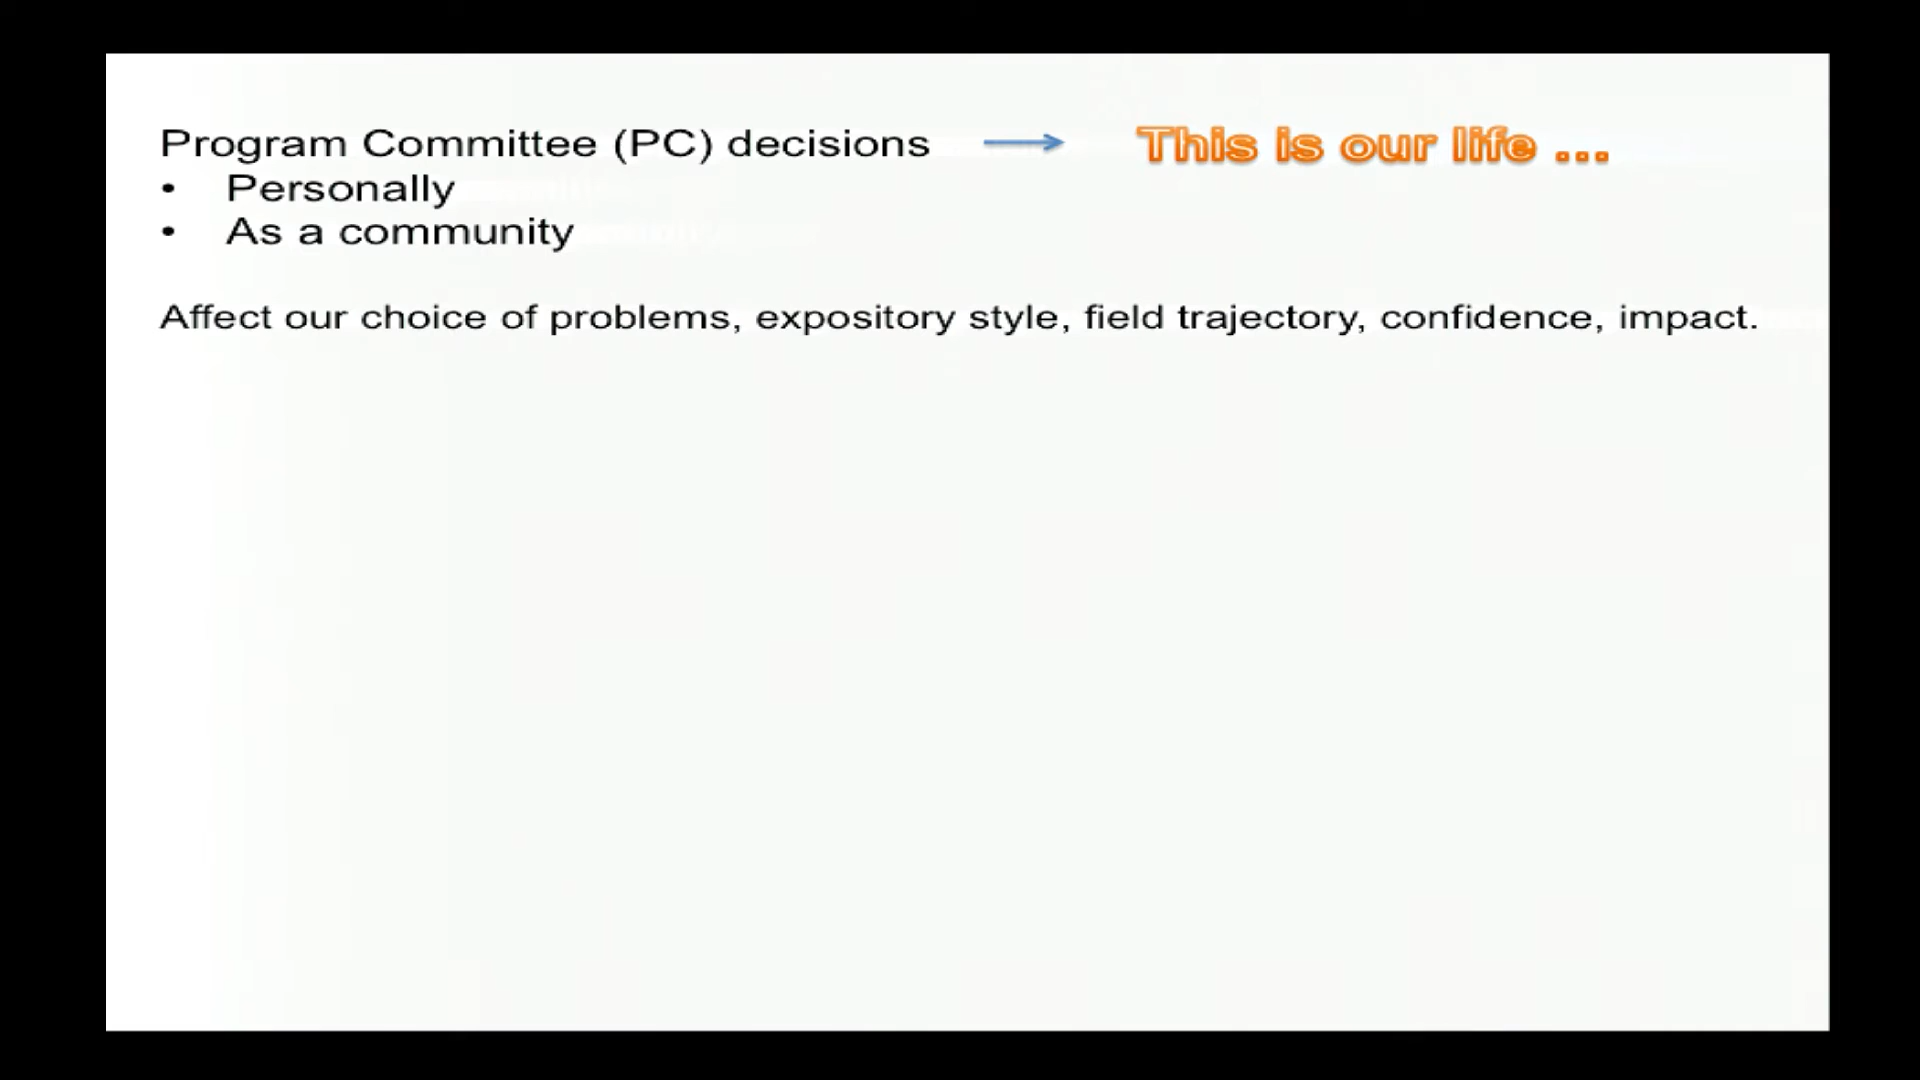 Program Committee (PC) decisions → This is our life ...
• Personally
• As a community
Affect our choice of problems, expository style, field trajectory, confidence, impact.